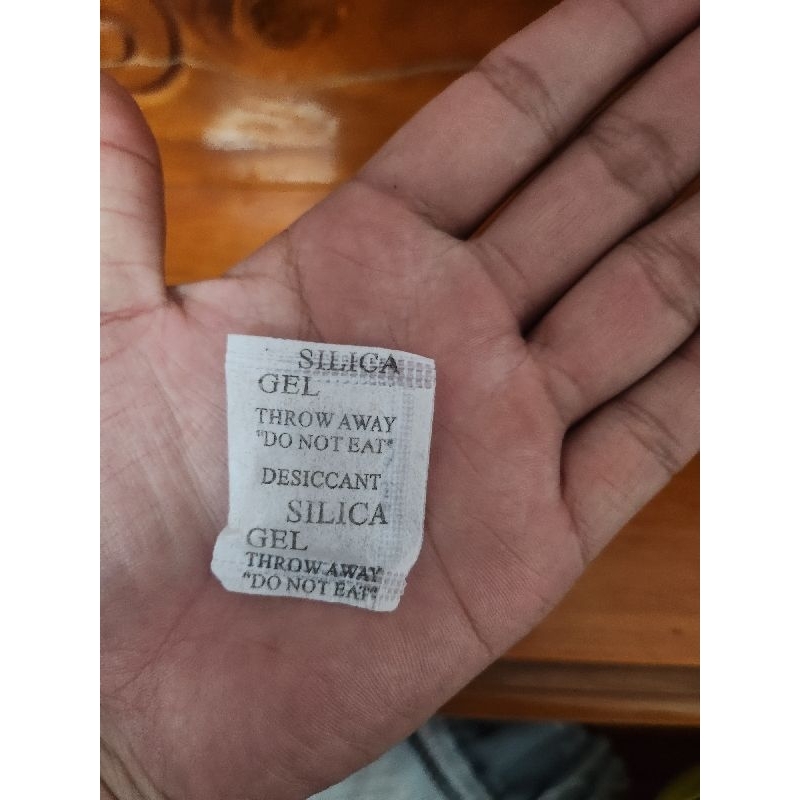 SILICA
GEL
THROW AWAY
"DO NOT EAT"
DESICCANT
SILICA
GEL
THROW AWAY
"DO NOT EAT"